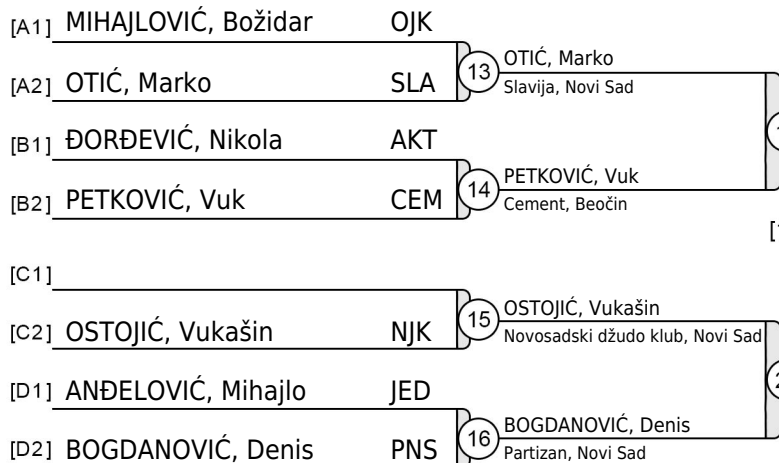 [A1] MIHAJLOVIĆ, Božidar OJK
[A2] OTIĆ, Marko SLA
13 OTIĆ, Marko
Slavija, Novi Sad
[B1] ĐORĐEVIĆ, Nikola AKT
[B2] PETKOVIĆ, Vuk CEM
14 PETKOVIĆ, Vuk
Cement, Beočin
[C1]
[C2] OSTOJIĆ, Vukašin NJK
15 OSTOJIĆ, Vukašin
Novosadski džudo klub, Novi Sad
[D1] ANĐELOVIĆ, Mihajlo JED
[D2] BOGDANOVIĆ, Denis PNS
16 BOGDANOVIĆ, Denis
Partizan, Novi Sad